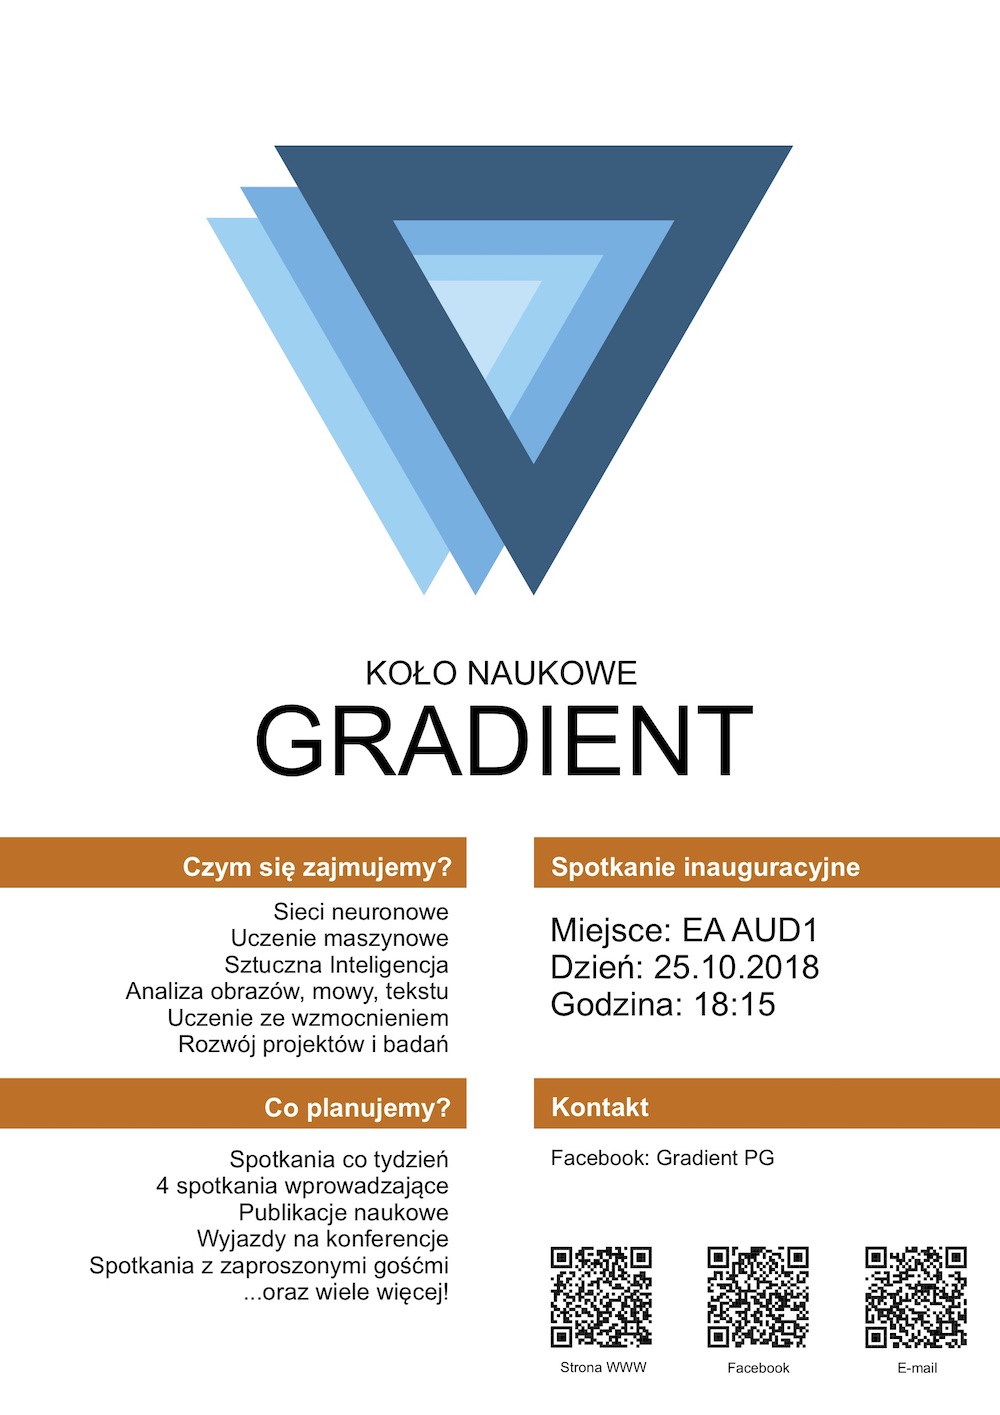 KOŁO NAUKOWE
GRADIENT
Czym się zajmujemy?
Sieci neuronowe
Uczenie maszynowe
Sztuczna Inteligencja
Analiza obrazów, mowy, tekstu
Uczenie ze wzmocnieniem
Rozwój projektów i badań
Co planujemy?
Spotkania co tydzień
4 spotkania wprowadzające
Publikacje naukowe
Wyjazdy na konferencje
Spotkania z zaproszonymi gośćmi
...oraz wiele więcej!
Spotkanie inauguracyjne
Miejsce: EA AUD1
Dzień: 25.10.2018
Godzina: 18:15
Kontakt
Facebook: Gradient PG
Strona WWW
Facebook
E-mail